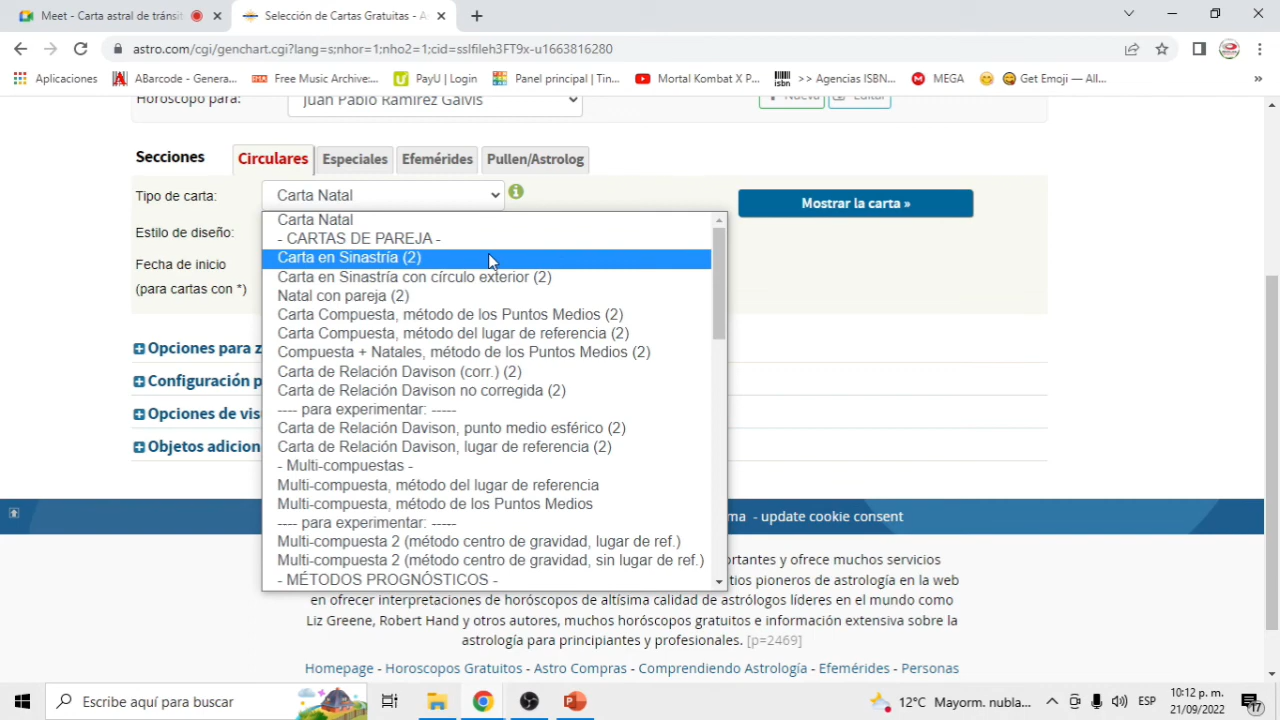 Meet - Carta astral de tránsit
Selección de Cartas Gratuitas - A
astro.com/cgi/genchart.cgi?lang=s;nhor=1;nho2=1;cid=sslfileh3FT9x-u1663816280
Aplicaciones
ABarcode - Genera...
Free Music Archive:...
PayU | Login
Panel principal | Tin...
Mortal Kombat X P...
>> Agencias ISBN...
MEGA
Get Emoji — All...
Horóscopo para:
Juan Pablo Ramírez Galvis
Nueva
Editar
Secciones
Circulares
Especiales
Efemérides
Pullen/Astrolog
Tipo de carta:
Carta Natal
Mostrar la carta »
Estilo de diseño:
Fecha de inicio
(para cartas con *)
Carta Natal
- CARTAS DE PAREJA -
Carta en Sinastría (2)
Carta en Sinastría con círculo exterior (2)
Natal con pareja (2)
Carta Compuesta, método de los Puntos Medios (2)
Carta Compuesta, método del lugar de referencia (2)
Compuesta + Natales, método de los Puntos Medios (2)
Carta de Relación Davison (corr.) (2)
Carta de Relación Davison no corregida (2)
---- para experimentar: -----
Carta de Relación Davison, punto medio esférico (2)
Carta de Relación Davison, lugar de referencia (2)
- Multi-compuestas -
Multi-compuesta, método del lugar de referencia
Multi-compuesta, método de los Puntos Medios
---- para experimentar: -----
Multi-compuesta 2 (método centro de gravidad, lugar de ref.)
Multi-compuesta 2 (método centro de gravidad, sin lugar de ref.)
- MÉTODOS PROGNÓSTICOS -
Opciones para z
Configuración p
Opciones de vis
Objetos adicion
ma - update cookie consent
ortantes y ofrece muchos servicios
tios pioneros de astrología en la web
en ofrecer interpretaciones de horóscopos de altísima calidad de astrólogos líderes en el mundo como
Liz Greene, Robert Hand y otros autores, muchos horóscopos gratuitos e información extensiva sobre la
astrología para principiantes y profesionales. [p=2469]
Homepage - Horoscopos Gratuitos - Astro Compras - Comprendiendo Astrología - Efemérides - Personas
Escribe aquí para buscar
12°C Mayorm. nubla...
ESP
10:12 p. m.
21/09/2022
17